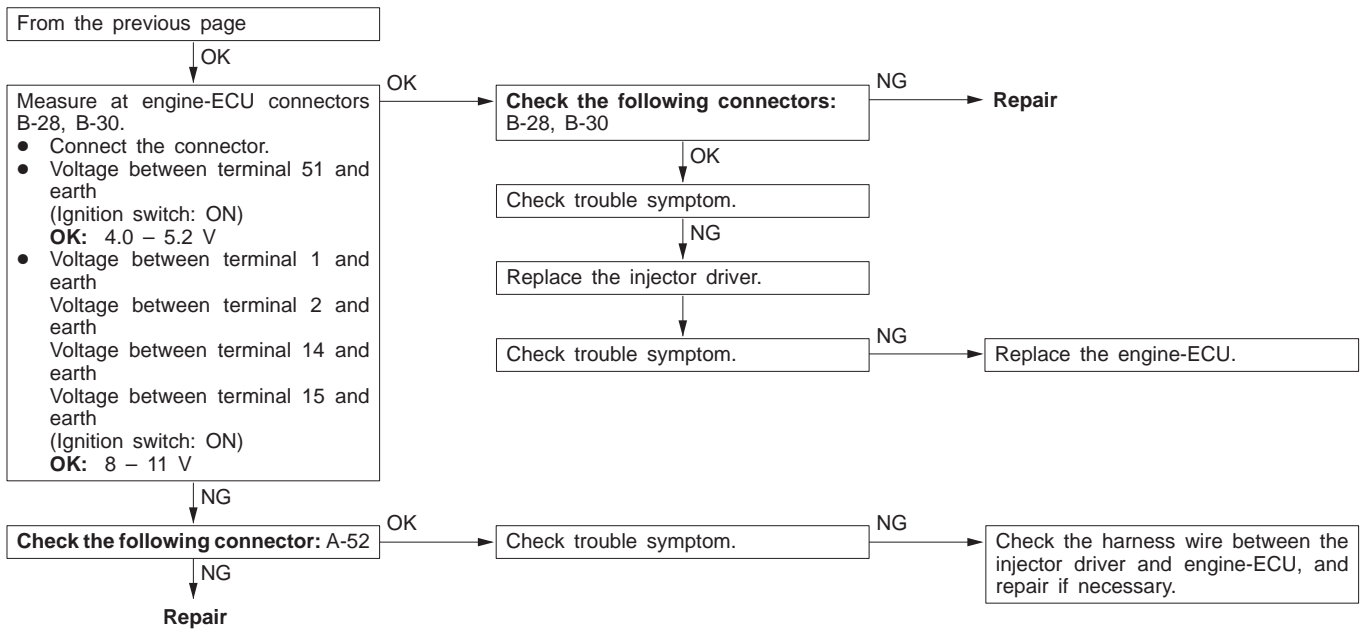 From the previous page
OK
Measure at engine-ECU connectors
B-28, B-30.
● Connect the connector.
● Voltage between terminal 51 and
earth
(Ignition switch: ON)
OK: 4.0 – 5.2 V
● Voltage between terminal 1 and
earth
Voltage between terminal 2 and
earth
Voltage between terminal 14 and
earth
Voltage between terminal 15 and
earth
(Ignition switch: ON)
OK: 8 – 11 V
OK
Check the following connectors:
B-28, B-30
NG
Repair
OK
Check trouble symptom.
NG
Replace the injector driver.
Check trouble symptom.
NG
Replace the engine-ECU.
NG
Check the following connector: A-52
OK
Check trouble symptom.
NG
Check the harness wire between the
injector driver and engine-ECU, and
repair if necessary.
NG
Repair